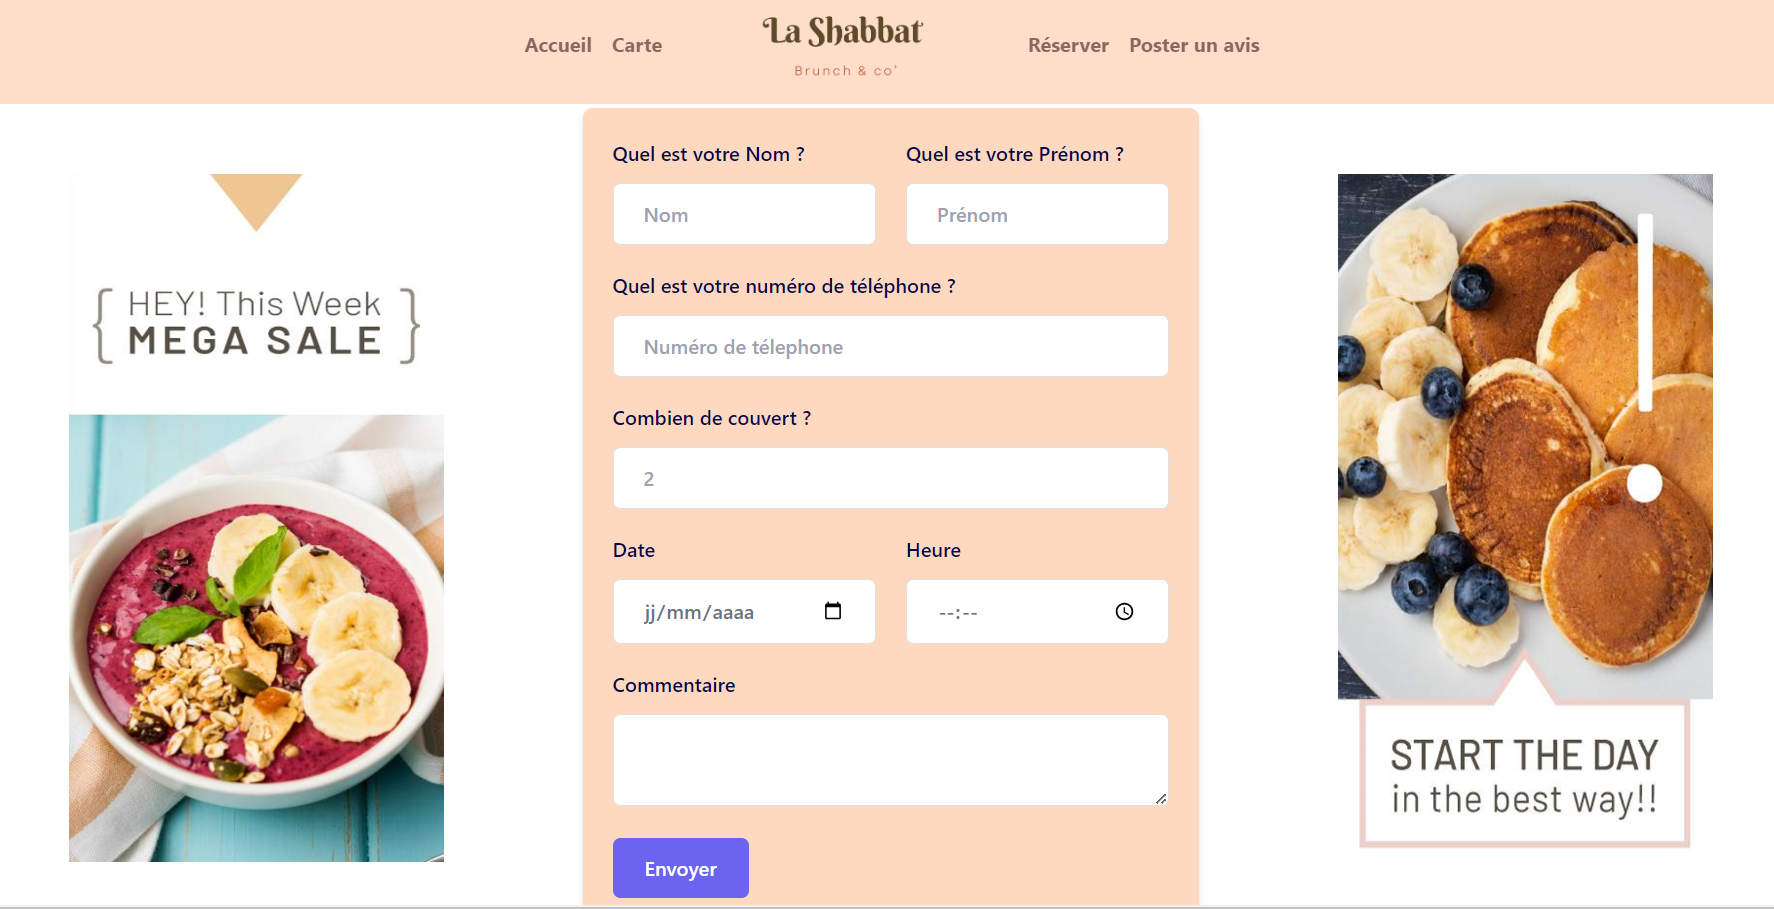 Accueil Carte
La Shabbat
Brunch & co'
Réserver Poster un avis
HEY! This Week
MEGA SALE
Quel est votre Nom ? Quel est votre Prénom ?
Nom Prénom
Quel est votre numéro de téléphone ?
Numéro de télephone
Combien de couvert ?
2
Date Heure
jj/mm/aaaa --:--
Commentaire
Envoyer
START THE DAY
in the best way!!